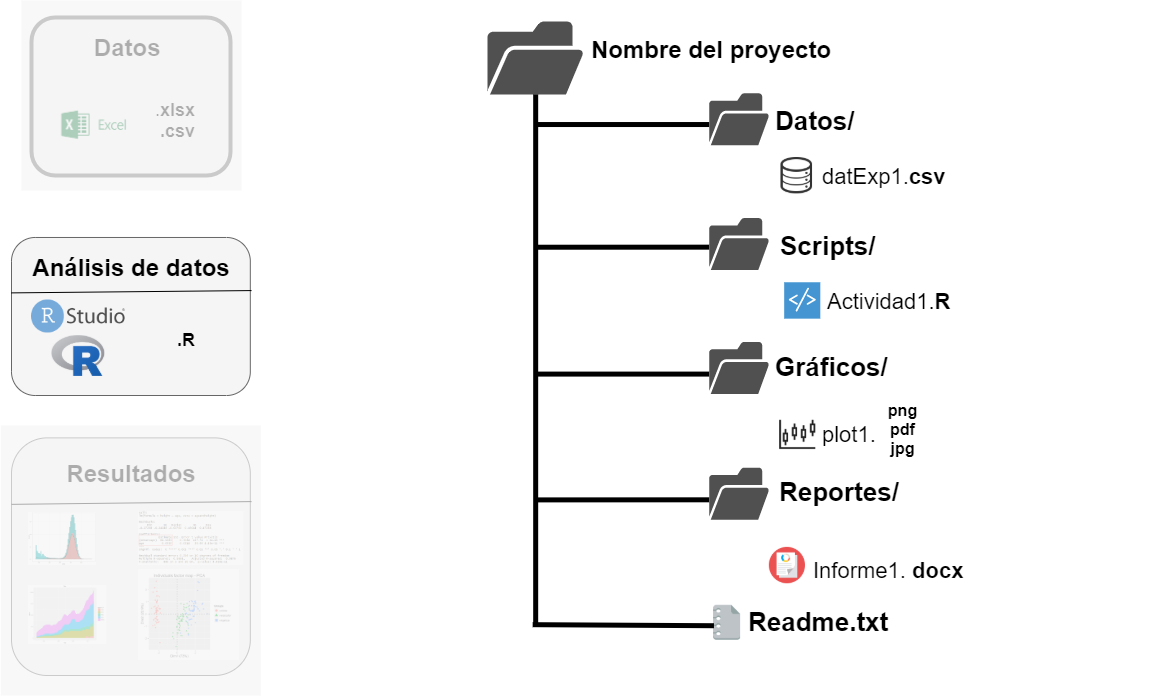 Datos
.xlsx
Excel
.csv
Análisis de datos
R Studio
.R
R
Resultados
Nombre del proyecto
Datos/
datExp1.csv
Scripts/
</> Actividad1.R
Gráficos/
plot1.
png
pdf
jpg
Reportes/
Informe1. docx
Readme.txt